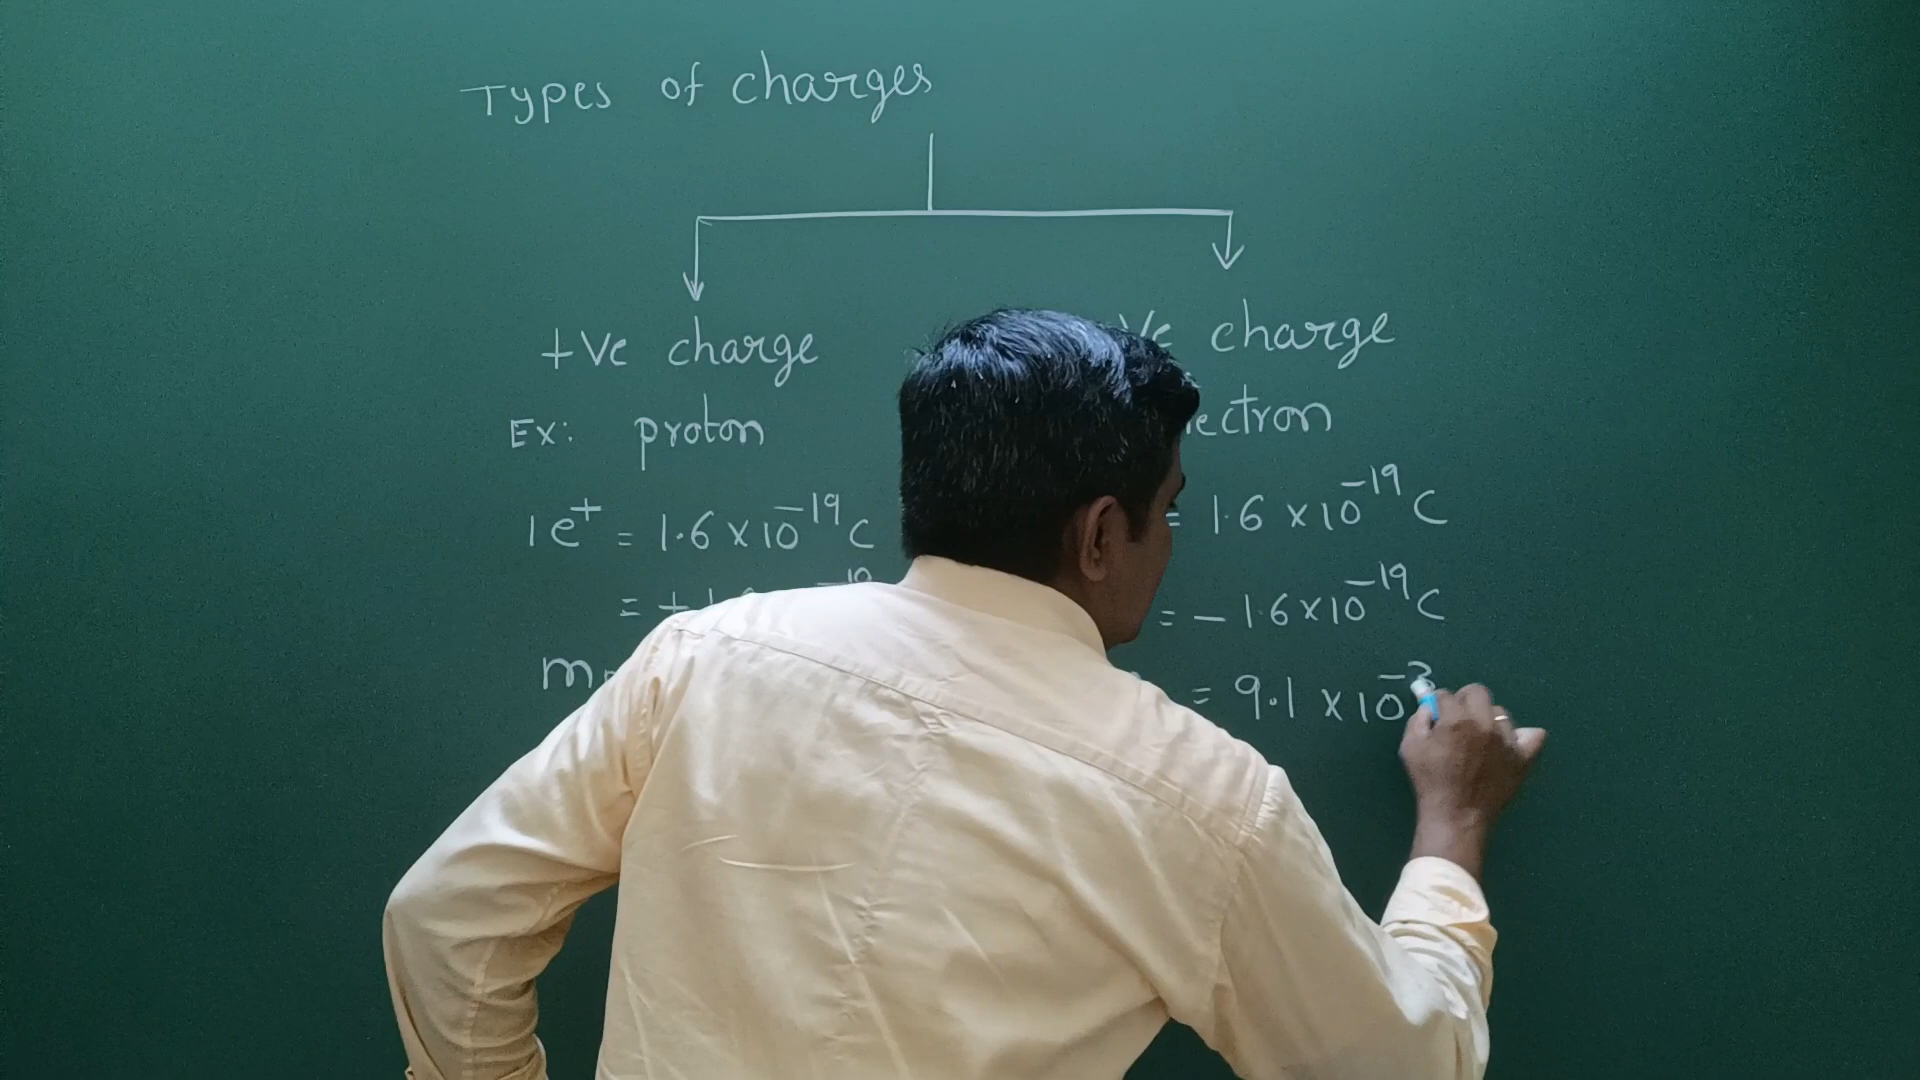 Types of charges
+Ve charge
Ex: proton
1e⁺ = 1.6 x 10⁻¹⁹ C
= +
m
Ve charge
= 1.6 x 10⁻¹⁹ C
= - 1.6 x 10⁻¹⁹ C
= 9.1 x 10⁻³